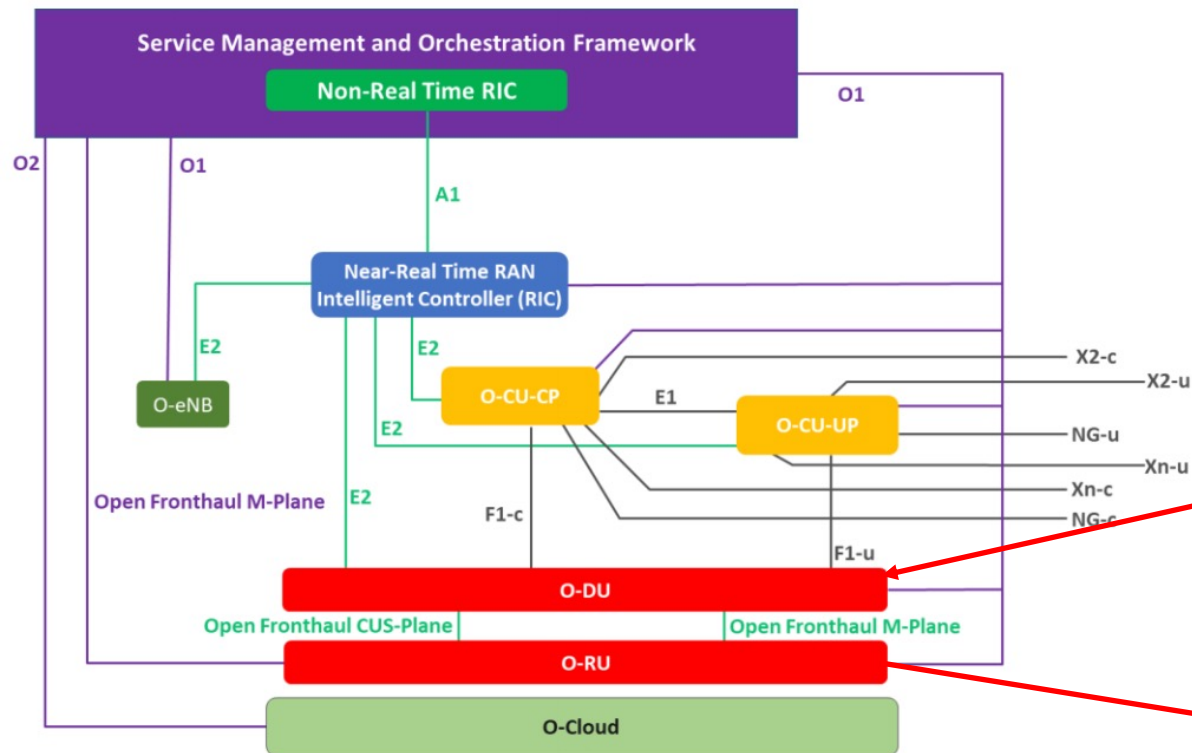 Service Management and Orchestration Framework
Non-Real Time RIC
O1
O2
O1
A1
Near-Real Time RAN
Intelligent Controller (RIC)
E2
E2
X2-c
X2-u
O-eNB
O-CU-CP
E1
O-CU-UP
E2
NG-u
Xn-u
Open Fronthaul M-Plane
E2
Xn-c
F1-c
NG-c
F1-u
O-DU
Open Fronthaul CUS-Plane
Open Fronthaul M-Plane
O-RU
O-Cloud